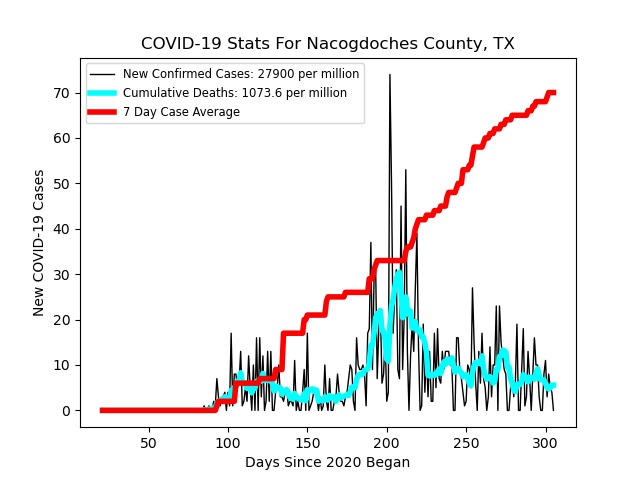 COVID-19 Stats For Nacogdoches County, TX
New Confirmed Cases: 27900 per million
Cumulative Deaths: 1073.6 per million
7 Day Case Average
New COVID-19 Cases
70
60
50
40
30
20
10
0
50 100 150 200 250 300
Days Since 2020 Began